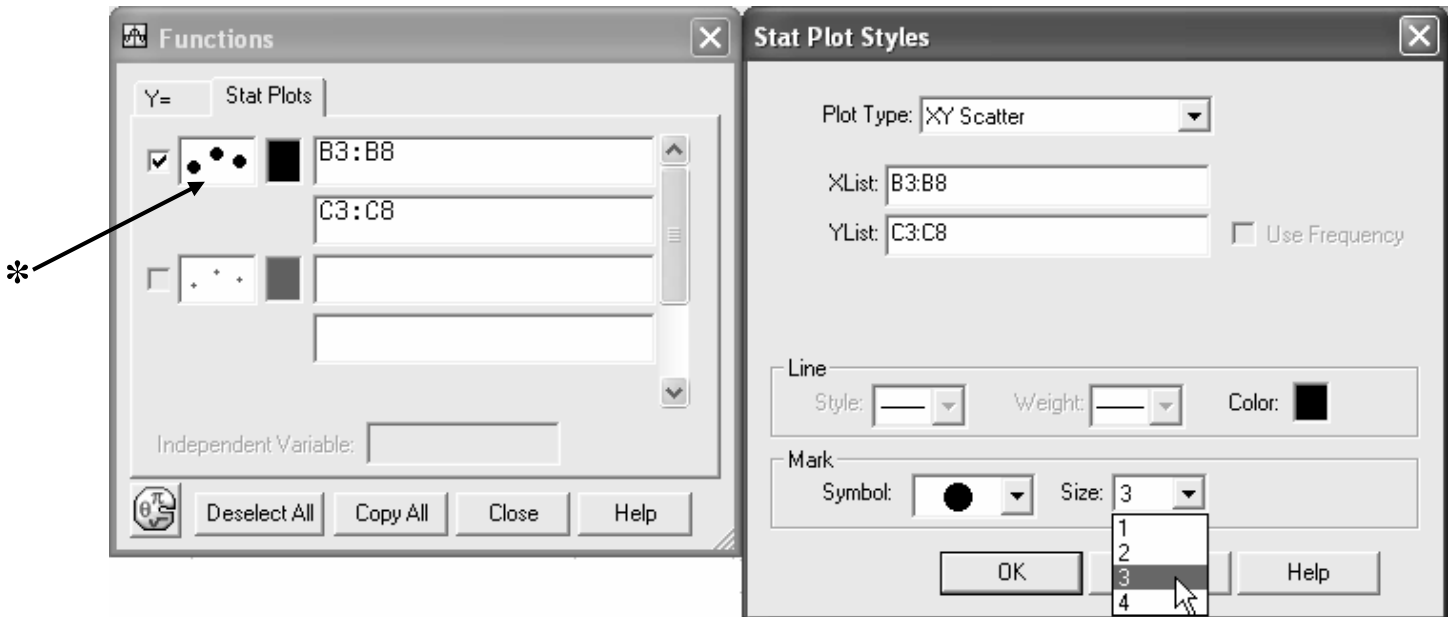 Functions
Y=
Stat Plots
B3:B8
C3:C8
*
Independent Variable:
θπ
Deselect All
Copy All
Close
Help
Stat Plot Styles
Plot Type: XY Scatter
XList: B3:B8
YList: C3:C8
Use Frequency
Line
Style:
Weight:
Color:
Mark
Symbol:
Size: 3
1
2
3
4
OK
Help